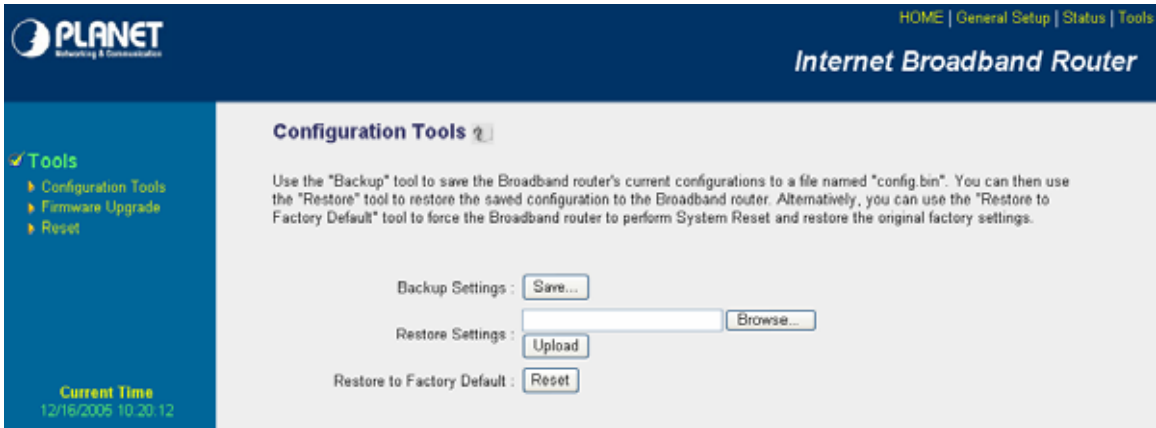 PLANET
Networking & Communication
HOME | General Setup | Status | Tools
Internet Broadband Router
Tools
Configuration Tools
Firmware Upgrade
Reset
Current Time
12/16/2005 10:20:12
Configuration Tools ?
Use the "Backup" tool to save the Broadband router's current configurations to a file named "config.bin". You can then use
the "Restore" tool to restore the saved configuration to the Broadband router. Alternatively, you can use the "Restore to
Factory Default" tool to force the Broadband router to perform System Reset and restore the original factory settings.
Backup Settings : Save...
Restore Settings :
Browse...
Upload
Restore to Factory Default : Reset